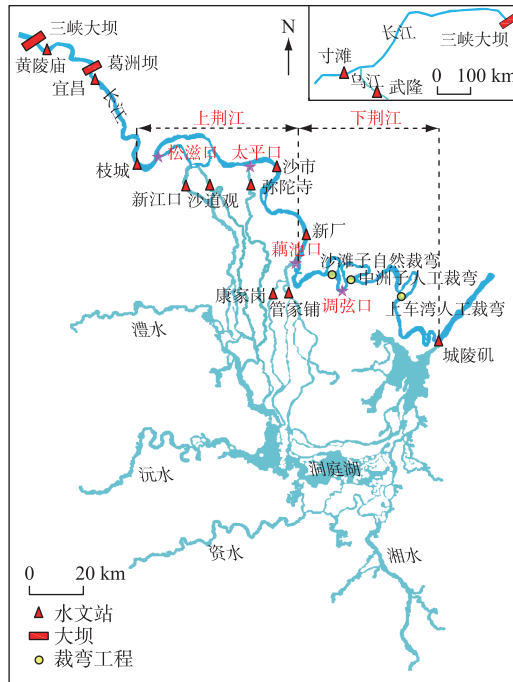 三峡大坝
黄陵庙
葛洲坝
宜昌
长江
N
长江
三峡大坝
寸滩
乌江
武隆
0 100 km
上荆江
下荆江
枝城
松滋口
太平口
沙市
新江口
沙道观
弥陀寺
新厂
藕池口
沙滩子自然裁弯
中洲子人工裁弯
康家岗
管家铺
调弦口
上车湾人工裁弯
澧水
城陵矶
沅水
洞庭湖
资水
湘水
0 20 km
水文站
大坝
裁弯工程